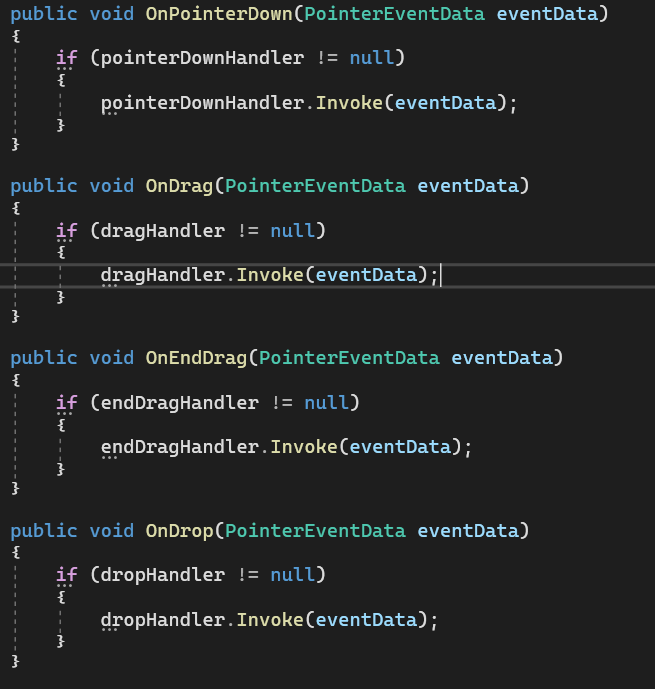 public void OnPointerDown(PointerEventData eventData)
{
    if (pointerDownHandler != null)
    {
        pointerDownHandler.Invoke(eventData);
    }
}

public void OnDrag(PointerEventData eventData)
{
    if (dragHandler != null)
    {
        dragHandler.Invoke(eventData);
    }
}

public void OnEndDrag(PointerEventData eventData)
{
    if (endDragHandler != null)
    {
        endDragHandler.Invoke(eventData);
    }
}

public void OnDrop(PointerEventData eventData)
{
    if (dropHandler != null)
    {
        dropHandler.Invoke(eventData);
    }
}